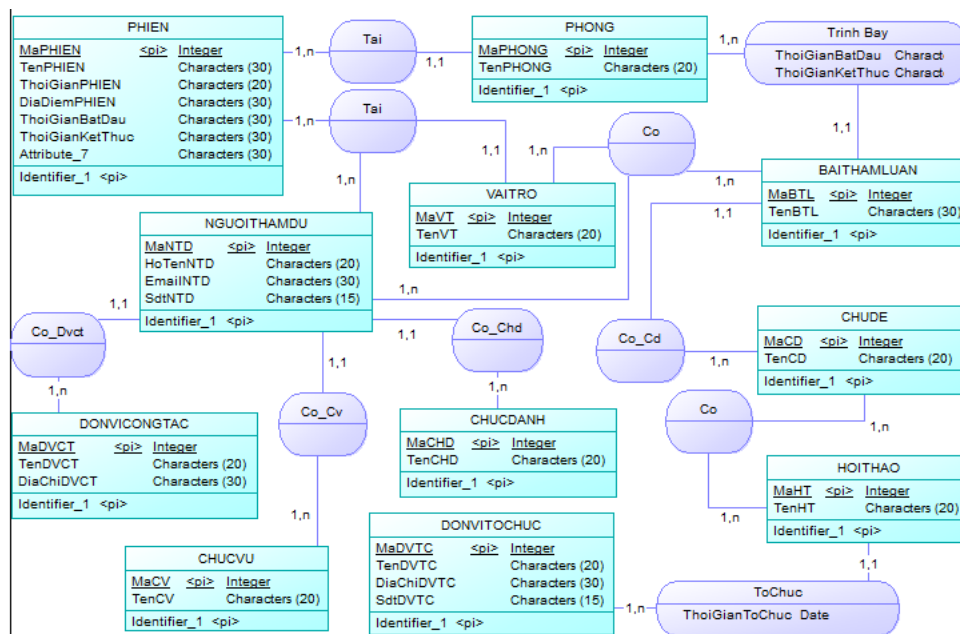 PHIEN
MaPHIEN <pi> Integer
TenPHIEN Characters (30)
ThoiGianPHIEN Characters (20)
DiaDiemPHIEN Characters (30)
ThoiGianBatDau Characters (30)
ThoiGianKetThuc Characters (30)
Attribute_7 Characters (30)
Identifier_1 <pi>
1,n
Tai
1,1
PHONG
MaPHONG <pi> Integer
TenPHONG Characters (20)
Identifier_1 <pi>
1,n
Trinh Bay
ThoiGianBatDau Charact
ThoiGianKetThuc Charact
1,1
1,n
Tai
1,1
1,n
Co
1,n
1,n
1,n
VAITRO
MaVT <pi> Integer
TenVT Characters (20)
Identifier_1 <pi>
BAITHAMLUAN
MaBTL <pi> Integer
TenBTL Characters (30)
Identifier_1 <pi>
1,1
NGUOITHAMDU
MaNTD <pi> Integer
HoTenNTD Characters (20)
EmailNTD Characters (30)
SdtNTD Characters (15)
Identifier_1 <pi>
1,n
1,1
Co_Dvct
1,n
1,1
Co_Chd
1,n
1,1
Co_Cv
1,n
Co_Cd
1,n
CHUDE
MaCD <pi> Integer
TenCD Characters (20)
Identifier_1 <pi>
1,n
Co
1,n
DONVICONGTAC
MaDVCT <pi> Integer
TenDVCT Characters (20)
DiaChiDVCT Characters (30)
Identifier_1 <pi>
CHUCDANH
MaCHD <pi> Integer
TenCHD Characters (20)
Identifier_1 <pi>
HOITHAO
MaHT <pi> Integer
TenHT Characters (20)
Identifier_1 <pi>
1,1
CHUCVU
MaCV <pi> Integer
TenCV Characters (20)
Identifier_1 <pi>
DONVITOCHUC
MaDVTC <pi> Integer
TenDVTC Characters (20)
DiaChiDVTC Characters (30)
SdtDVTC Characters (15)
Identifier_1 <pi>
1,n
ToChuc
ThoiGianToChuc Date